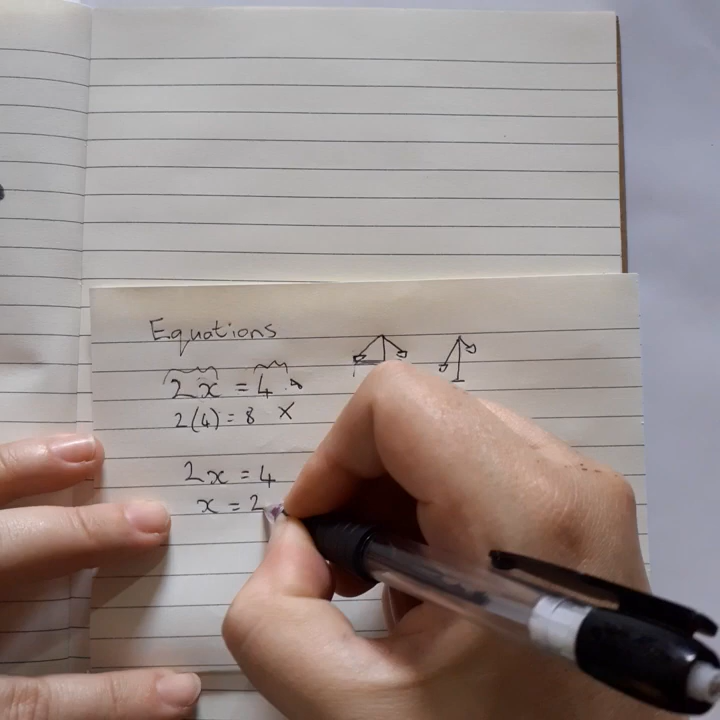 Equations
2x = 4
2(4) = 8 X
2x = 4
x = 2